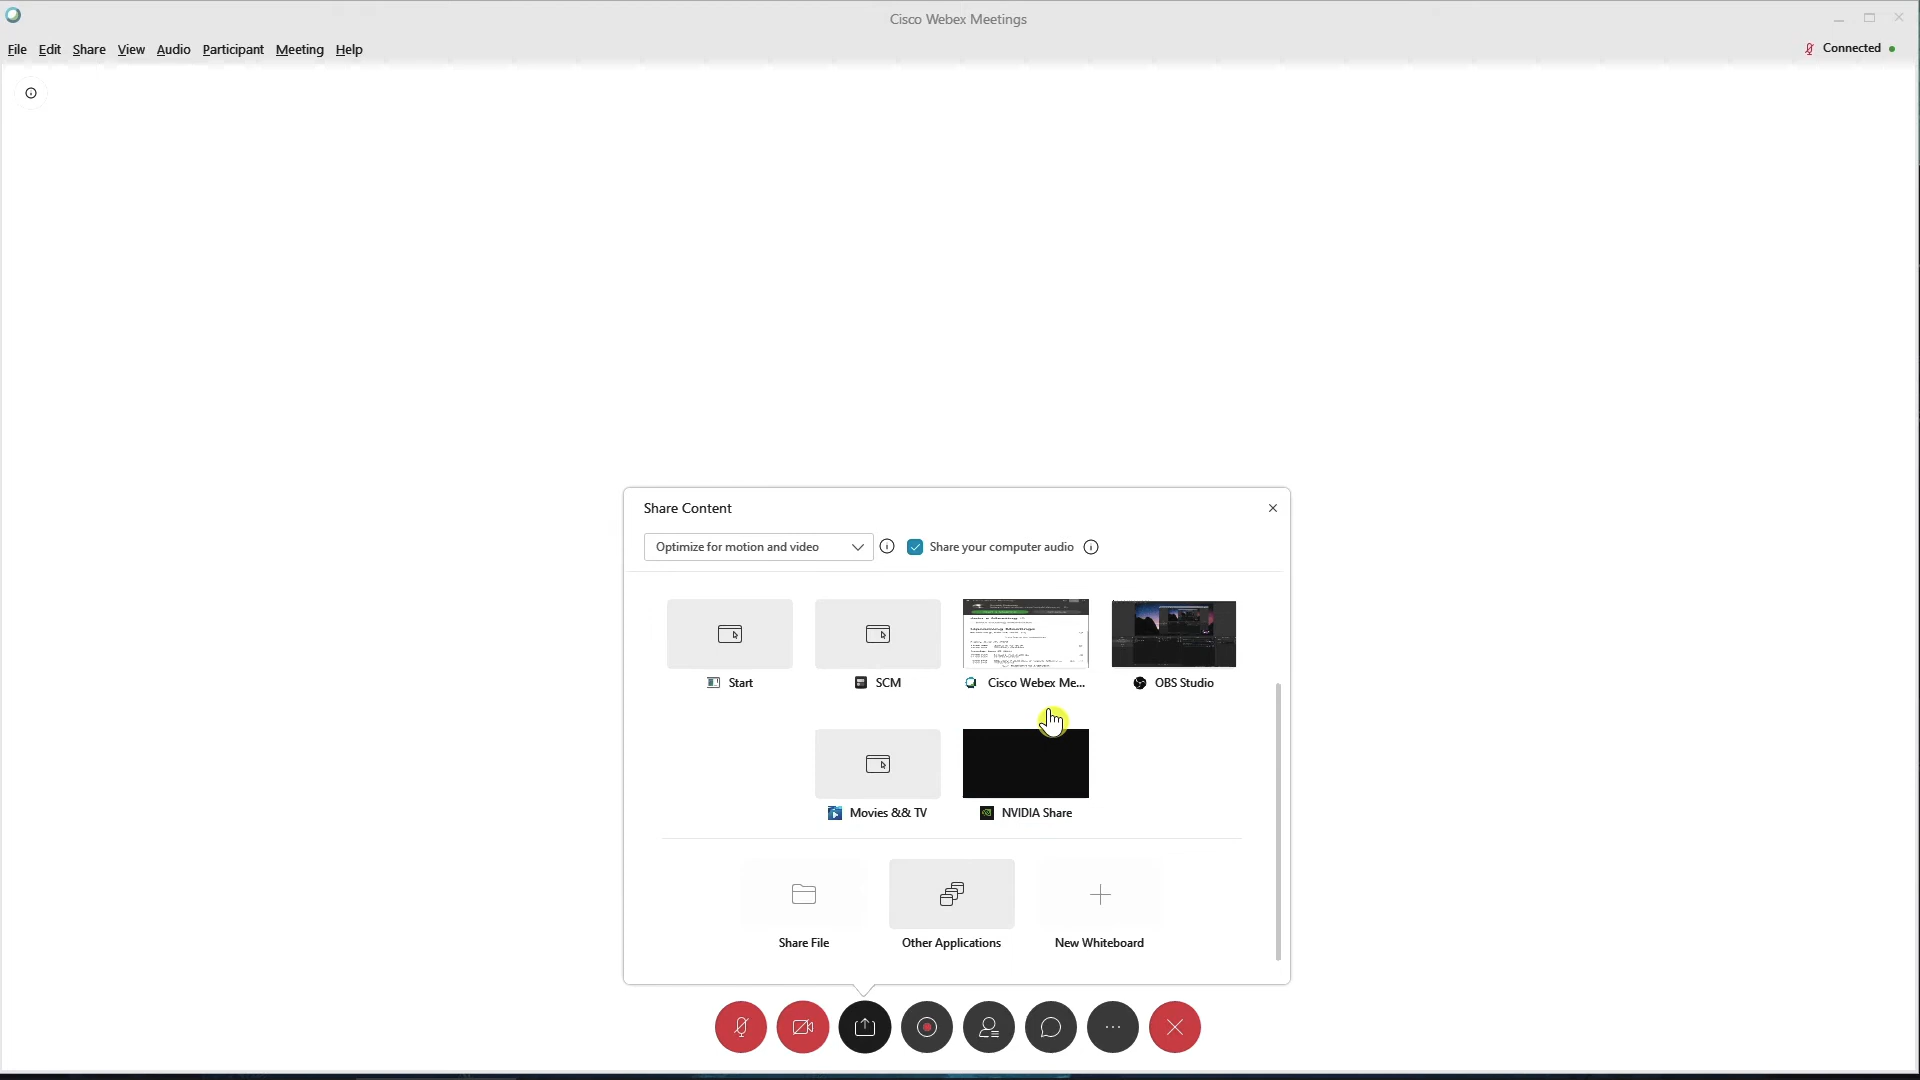 Cisco Webex Meetings
File Edit Share View Audio Participant Meeting Help
Connected
Share Content
Optimize for motion and video
Share your computer audio
Start
SCM
Cisco Webex Me...
OBS Studio
Movies && TV
NVIDIA Share
Share File
Other Applications
New Whiteboard